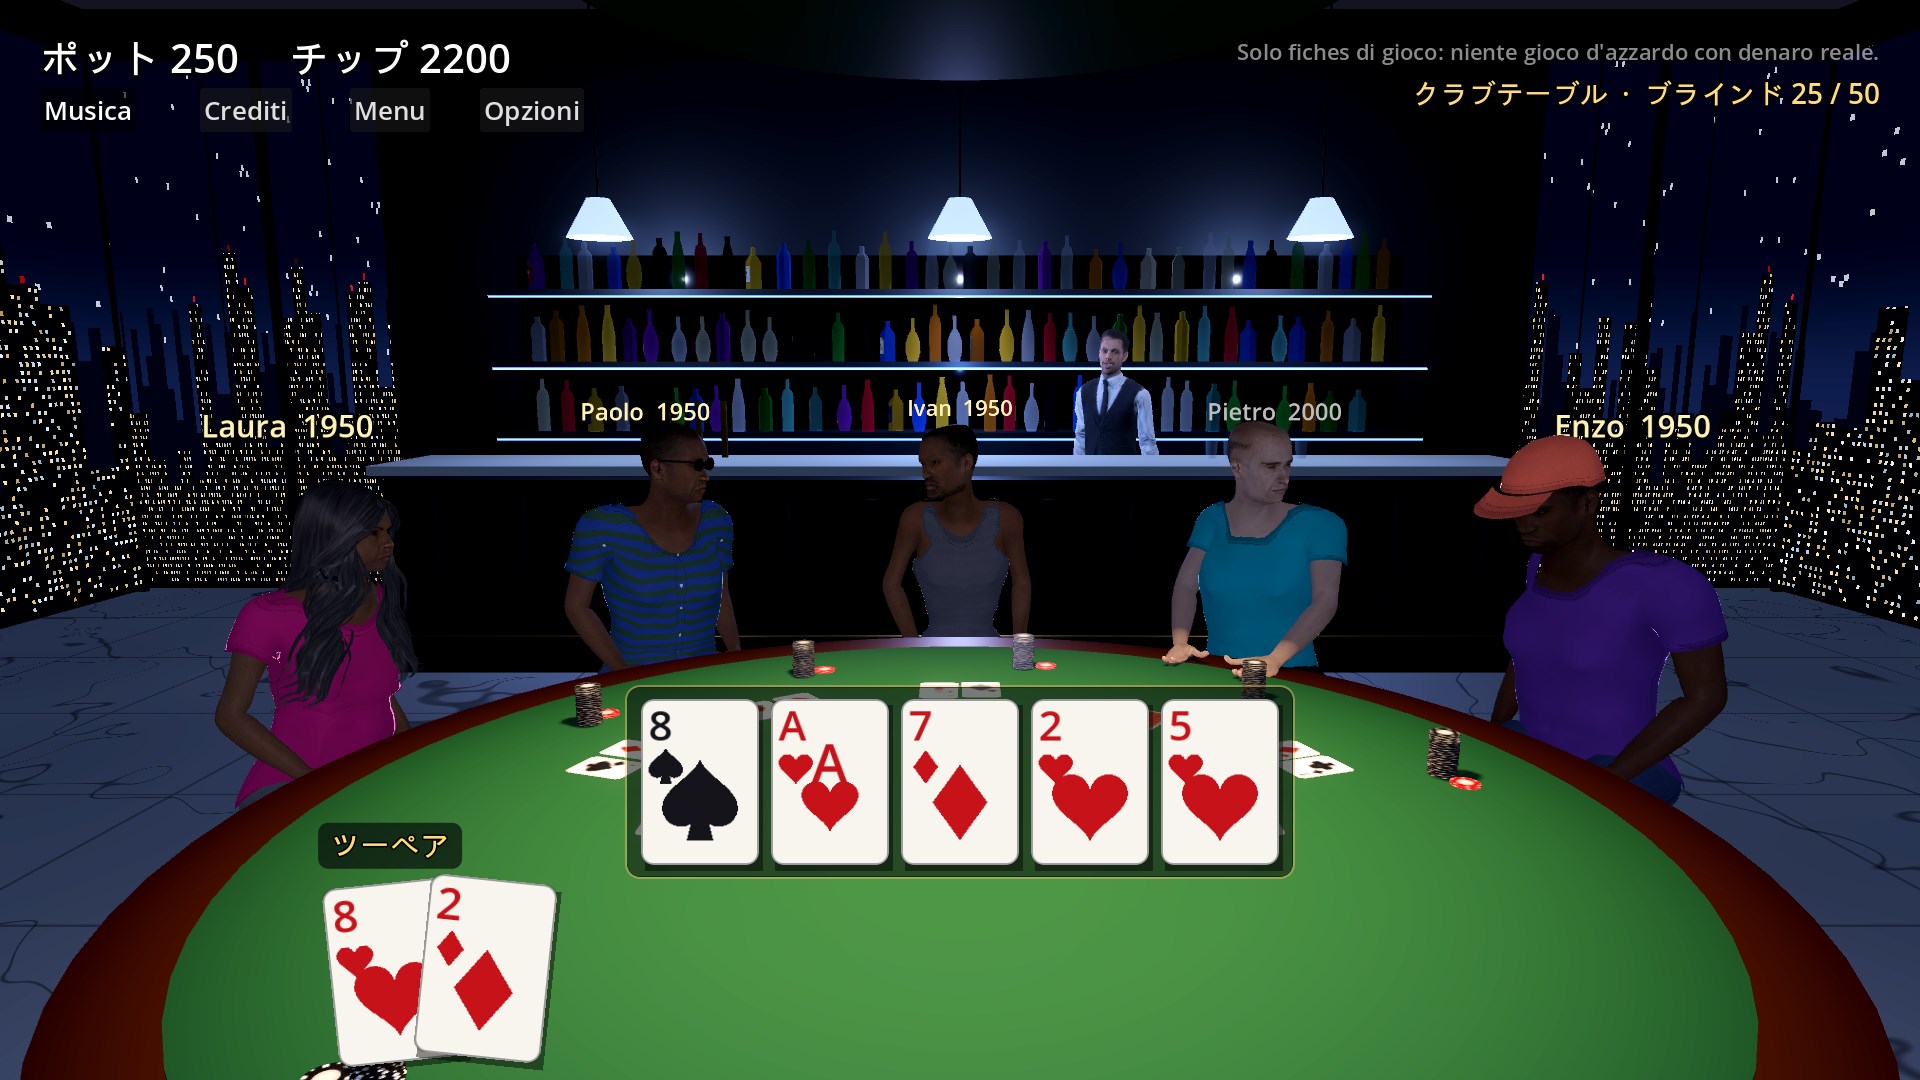 ポット 250 チップ 2200
Solo fiches di gioco: niente gioco d'azzardo con denaro reale.
Musica Crediti Menu Opzioni
クラブテーブル · ブラインド 25 / 50
Laura 1950
Paolo 1950
Ivan 1950
Pietro 2000
Enzo 1950
8 A 7 2 5
A
ツーペア
8 2